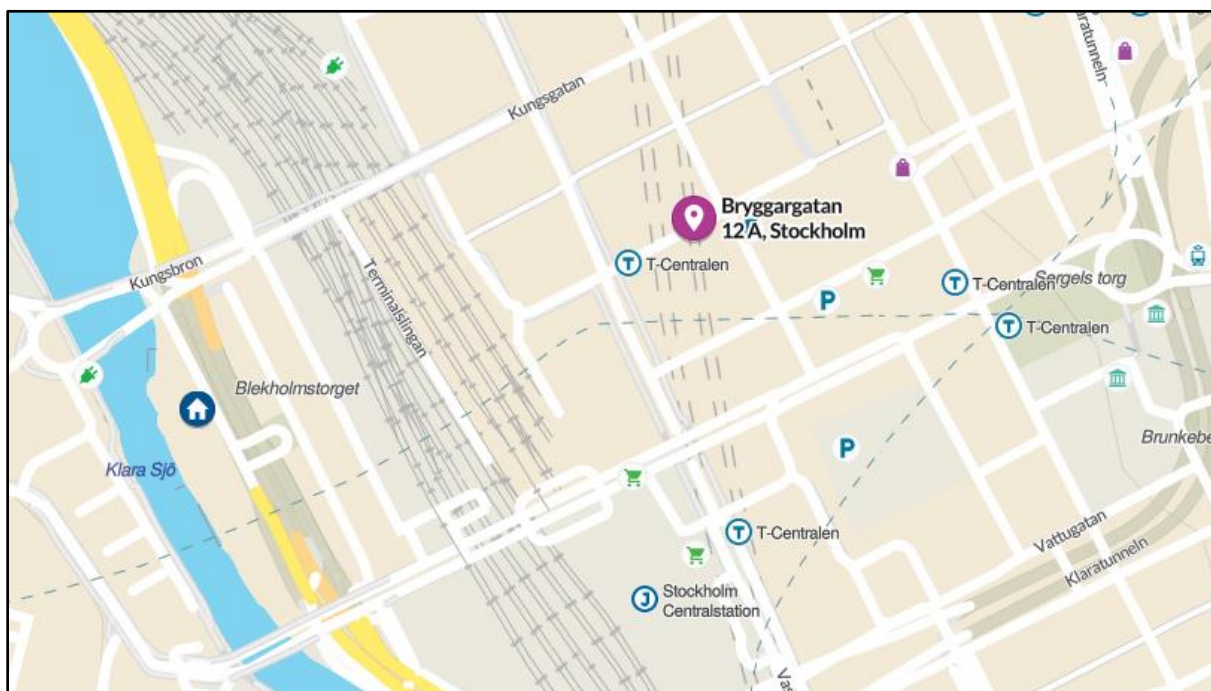 Kungsgatan
Bryggargatan
12 A, Stockholm
T-Centralen
Kungsbron
Terminalslingan
Sergels torg
T-Centralen
T-Centralen
P
Blekholmstorget
Klara Sjö
P
T-Centralen
Vattugatan
Klaratunneln
J
Stockholm
Centralstation